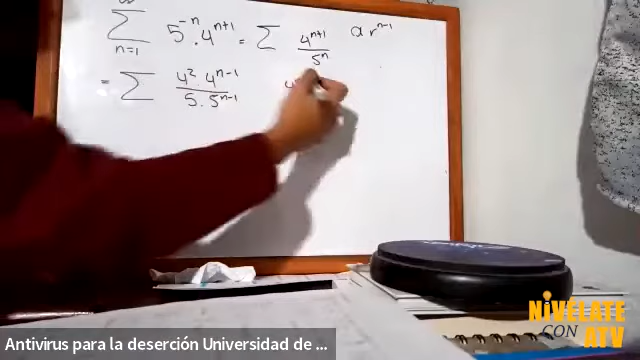 ∞
∑ 5⁻ⁿ · 4ⁿ⁺¹ = ∑ 4ⁿ⁺¹ / 5ⁿ   a rⁿ⁻¹
n=1
= ∑ 4² · 4ⁿ⁻¹ / 5 · 5ⁿ⁻¹
NIVÉLATE
CON ATV
Antivirus para la deserción Universidad de ...